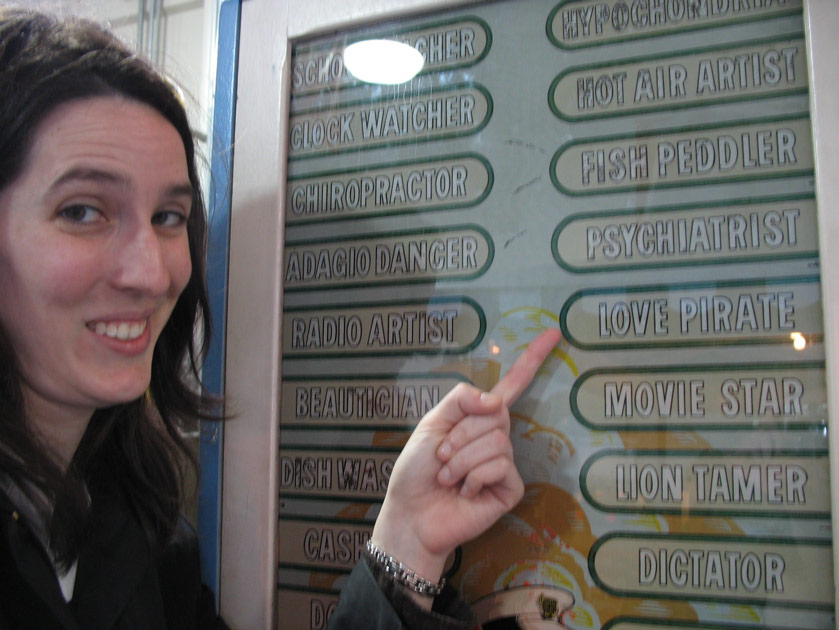 CLOCK WATCHER
CHIROPRACTOR
ADAGIO DANCER
RADIO ARTIST
BEAUTICIAN
HOT AIR ARTIST
FISH PEDDLER
PSYCHIATRIST
LOVE PIRATE
MOVIE STAR
LION TAMER
DICTATOR